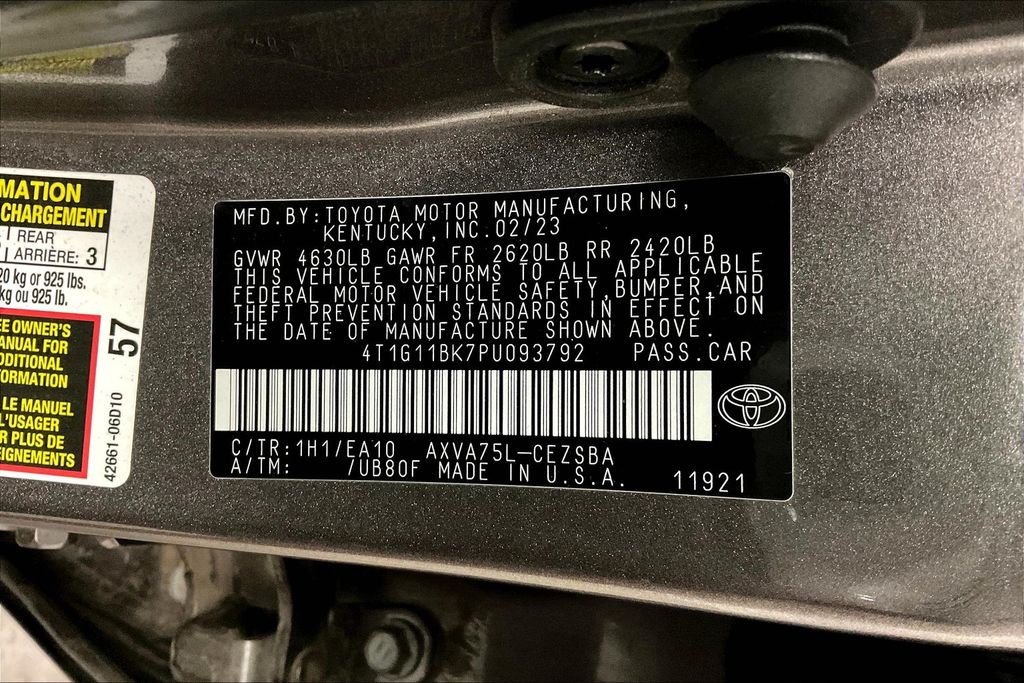 MATION
CHARGEMENT
REAR
ARRIÈRE: 3
20 kg or 925 lbs.
kg ou 925 lb.
EE OWNER'S
ANUAL FOR
DDITIONAL
FORMATION
LE MANUEL
L'USAGER
R PLUS DE
EIGNEMENTS
57
42661-06D10
MFD.BY:TOYOTA MOTOR MANUFACTURING,
KENTUCKY,INC.02/23
GVWR 4630LB GAWR FR 2620LB RR 2420LB
THIS VEHICLE CONFORMS TO ALL APPLICABLE
FEDERAL MOTOR VEHICLE SAFETY,BUMPER,AND
THEFT PREVENTION STANDARDS IN EFFECT ON
THE DATE OF MANUFACTURE SHOWN ABOVE.
4T1G11BK7PU093792 PASS.CAR
C/TR:1H1/EA10 AXVA75L-CEZSBA
A/TM: /UB80F MADE IN U.S.A. 11921